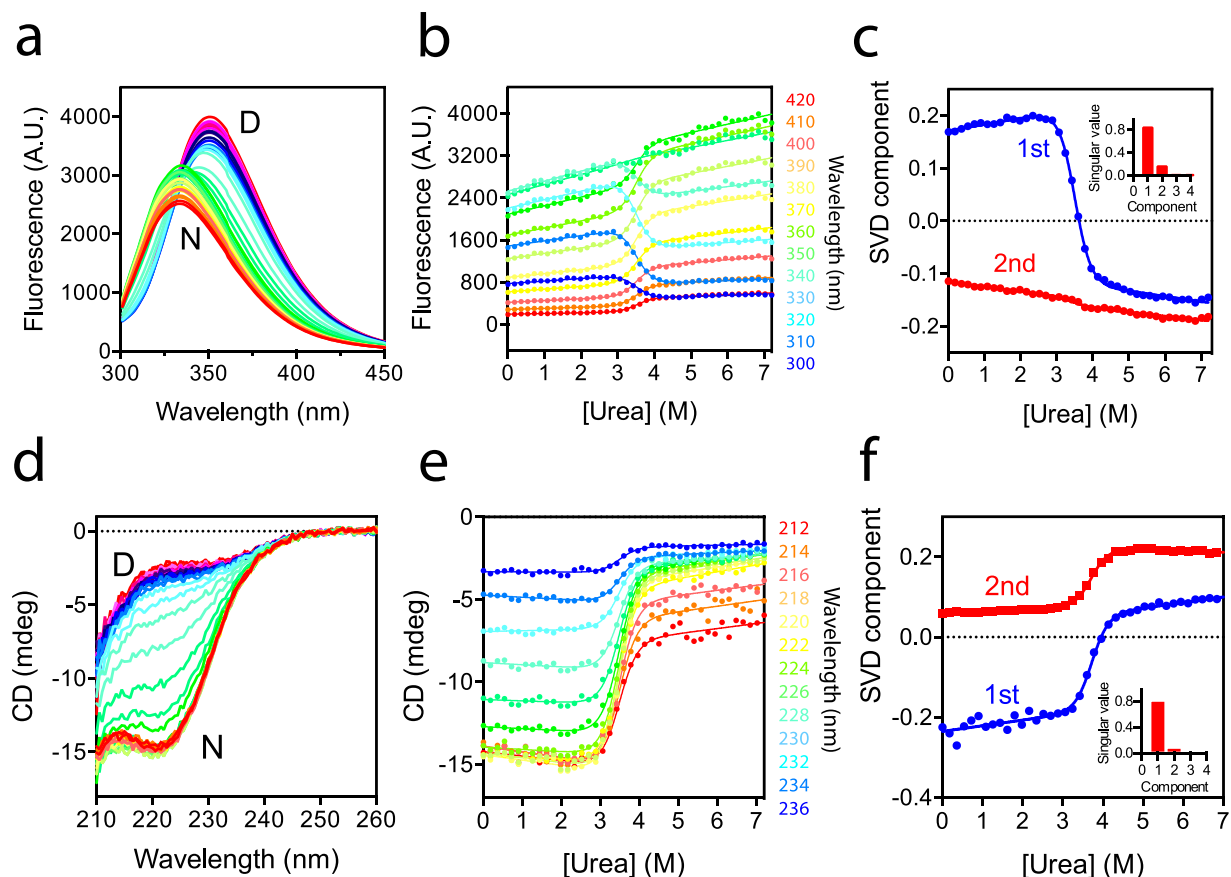 a
Fluorescence (A.U.)
4000
3000
2000
1000
0
D
N
300
350
400
450
Wavelength (nm)
b
Fluorescence (A.U.)
4000
3200
2400
1600
800
0
0 1 2 3 4 5 6 7
[Urea] (M)
420
410
400
390
380
370
360
350
340
330
320
310
300
Wavelength (nm)
c
SVD component
0.2
0.1
0.0
-0.1
-0.2
1st
2nd
Singular value
0.8
0.4
0.0
0 1 2 3 4
Component
0 1 2 3 4 5 6 7
[Urea] (M)
d
CD (mdeg)
0
-5
-10
-15
D
N
210 220 230 240 250 260
Wavelength (nm)
e
CD (mdeg)
0
-5
-10
-15
0 1 2 3 4 5 6 7
[Urea] (M)
212
214
216
218
220
222
224
226
228
230
232
234
236
Wavelength (nm)
f
SVD component
0.2
0.0
-0.2
-0.4
2nd
1st
Singular value
0.8
0.4
0.0
0 1 2 3 4
Component
0 1 2 3 4 5 6 7
[Urea] (M)